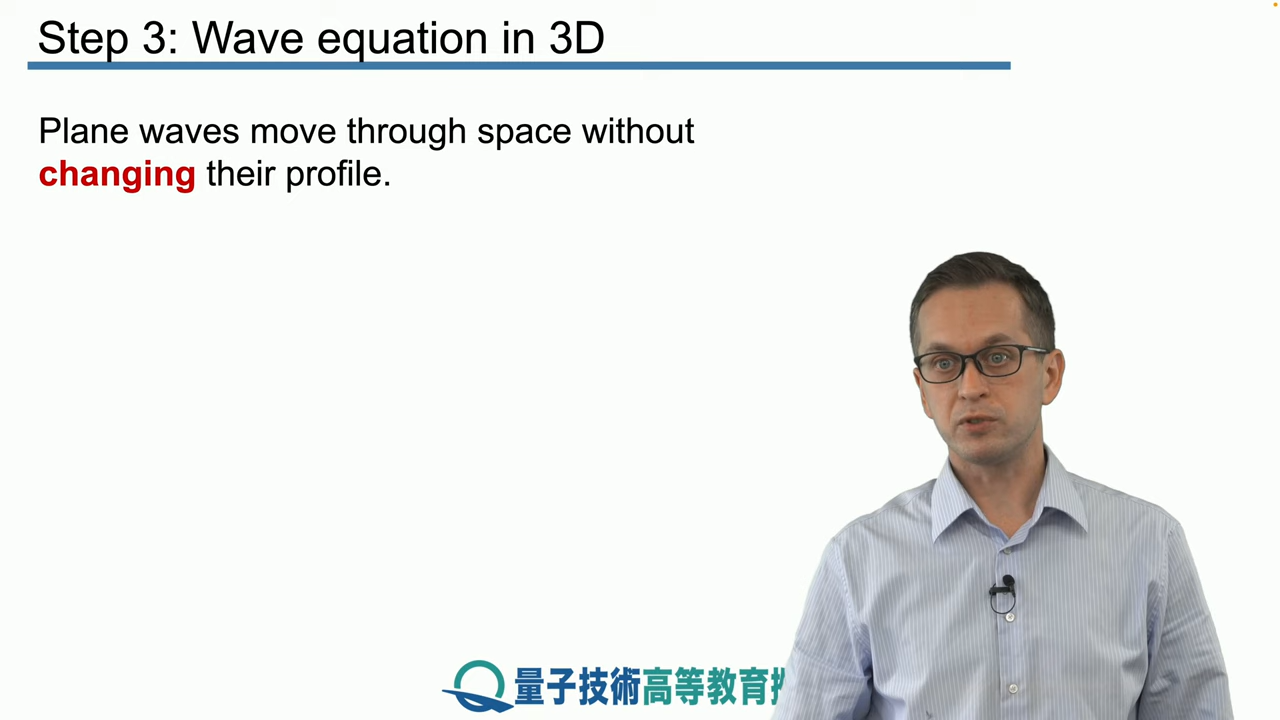 Step 3: Wave equation in 3D
Plane waves move through space without
changing their profile.
量子技術高等教育